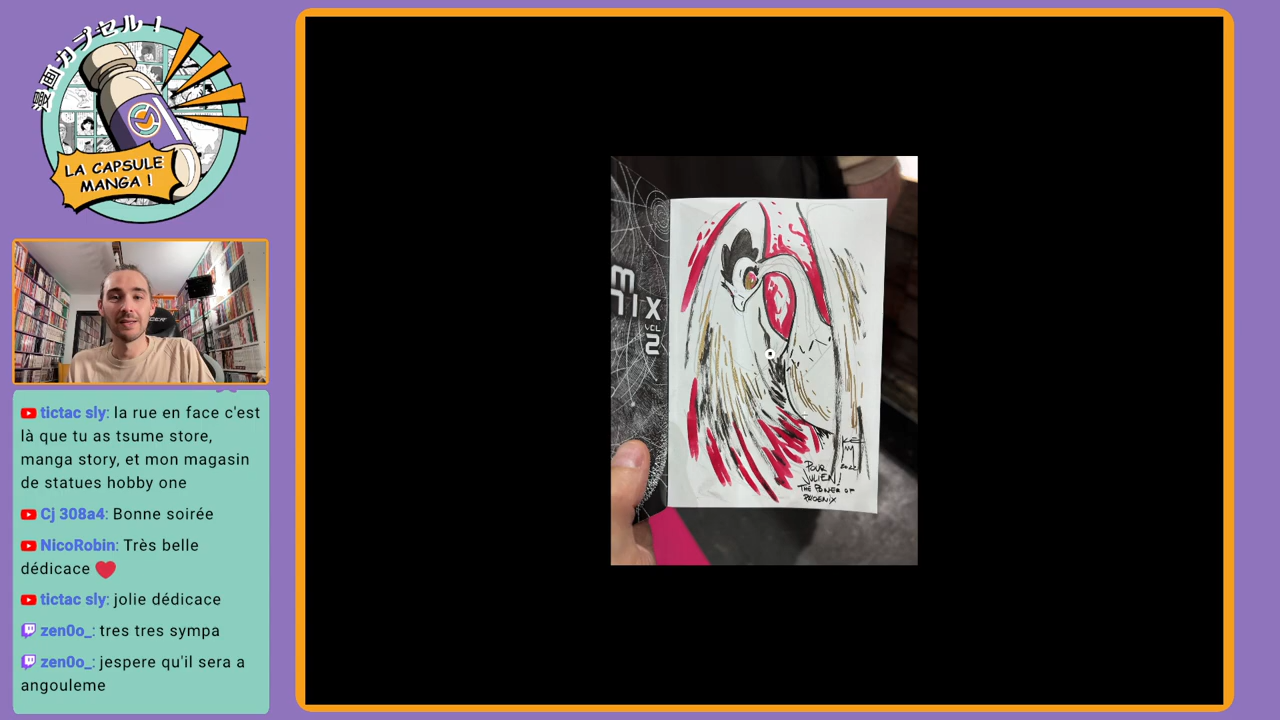 漫画カプセル！
LA CAPSULE
MANGA !
tictac sly: la rue en face c'est
là que tu as tsume store,
manga story, et mon magasin
de statues hobby one
Cj 308a4: Bonne soirée
NicoRobin: Très belle
dédicace
tictac sly: jolie dédicace
zen0o_: tres tres sympa
zen0o_: jespere qu'il sera a
angouleme
NIX
VOL
2
POUR
JULIEN!
THE POWER OF
PHOENIX